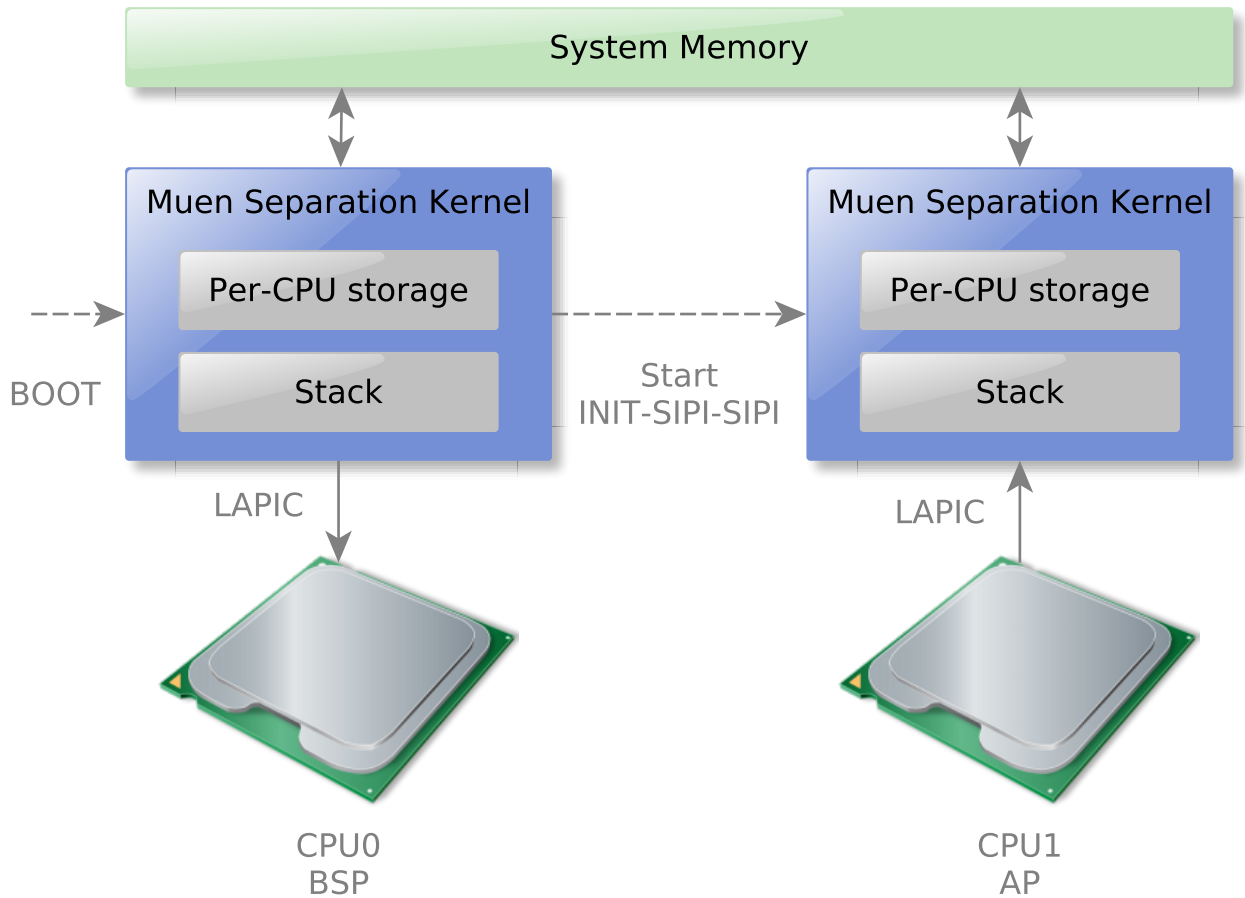 System Memory
Muen Separation Kernel
Per-CPU storage
Stack
BOOT
Start
INIT-SIPI-SIPI
Muen Separation Kernel
Per-CPU storage
Stack
LAPIC
LAPIC
CPU0
BSP
CPU1
AP